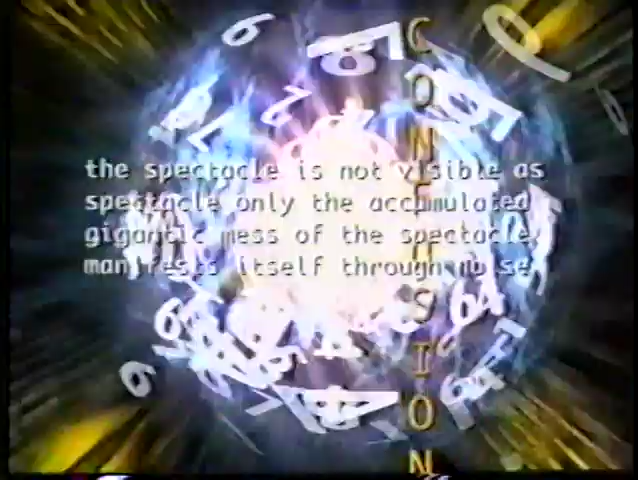 the spectacle is not visible as
spectacle only the accumulated
gigantic mess of the spectacle
manifests itself through noise
CONFUSION